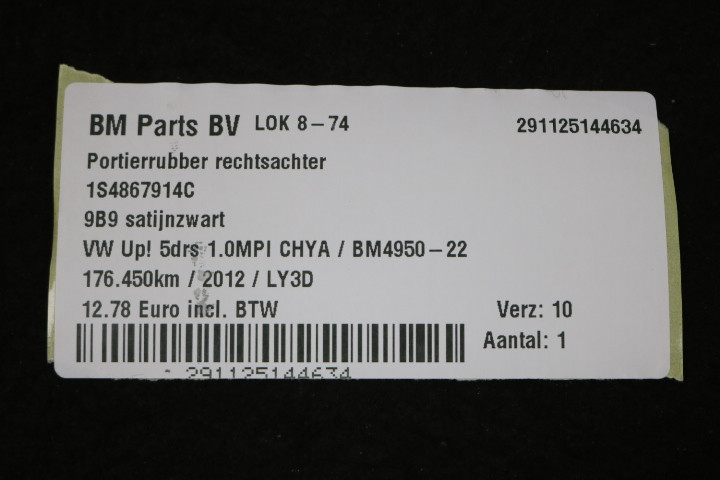 BM Parts BV LOK 8-74 291125144634
Portierrubber rechtsachter
1S4867914C
9B9 satijnzwart
VW Up! 5drs 1.0MPI CHYA / BM4950-22
176.450km / 2012 / LY3D
12.78 Euro incl. BTW Verz: 10
Aantal: 1
291125144634